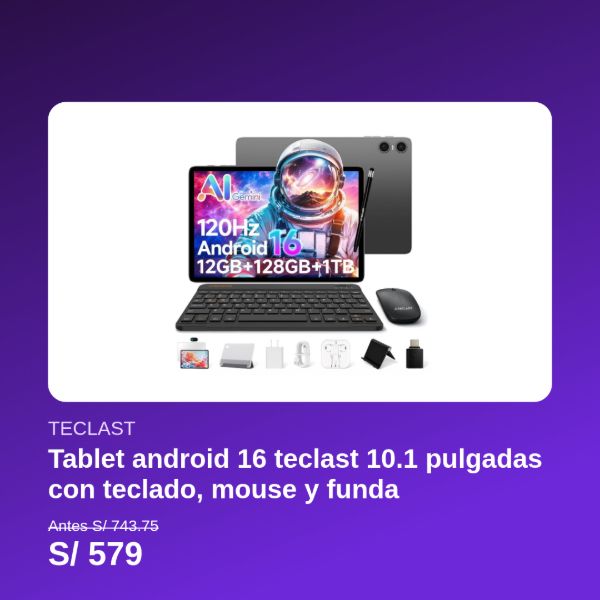 AI
Gemini
120Hz
Android 16
12GB+128GB+1TB
TECLAST
Tablet android 16 teclast 10.1 pulgadas
con teclado, mouse y funda
Antes S/ 743.75
S/ 579